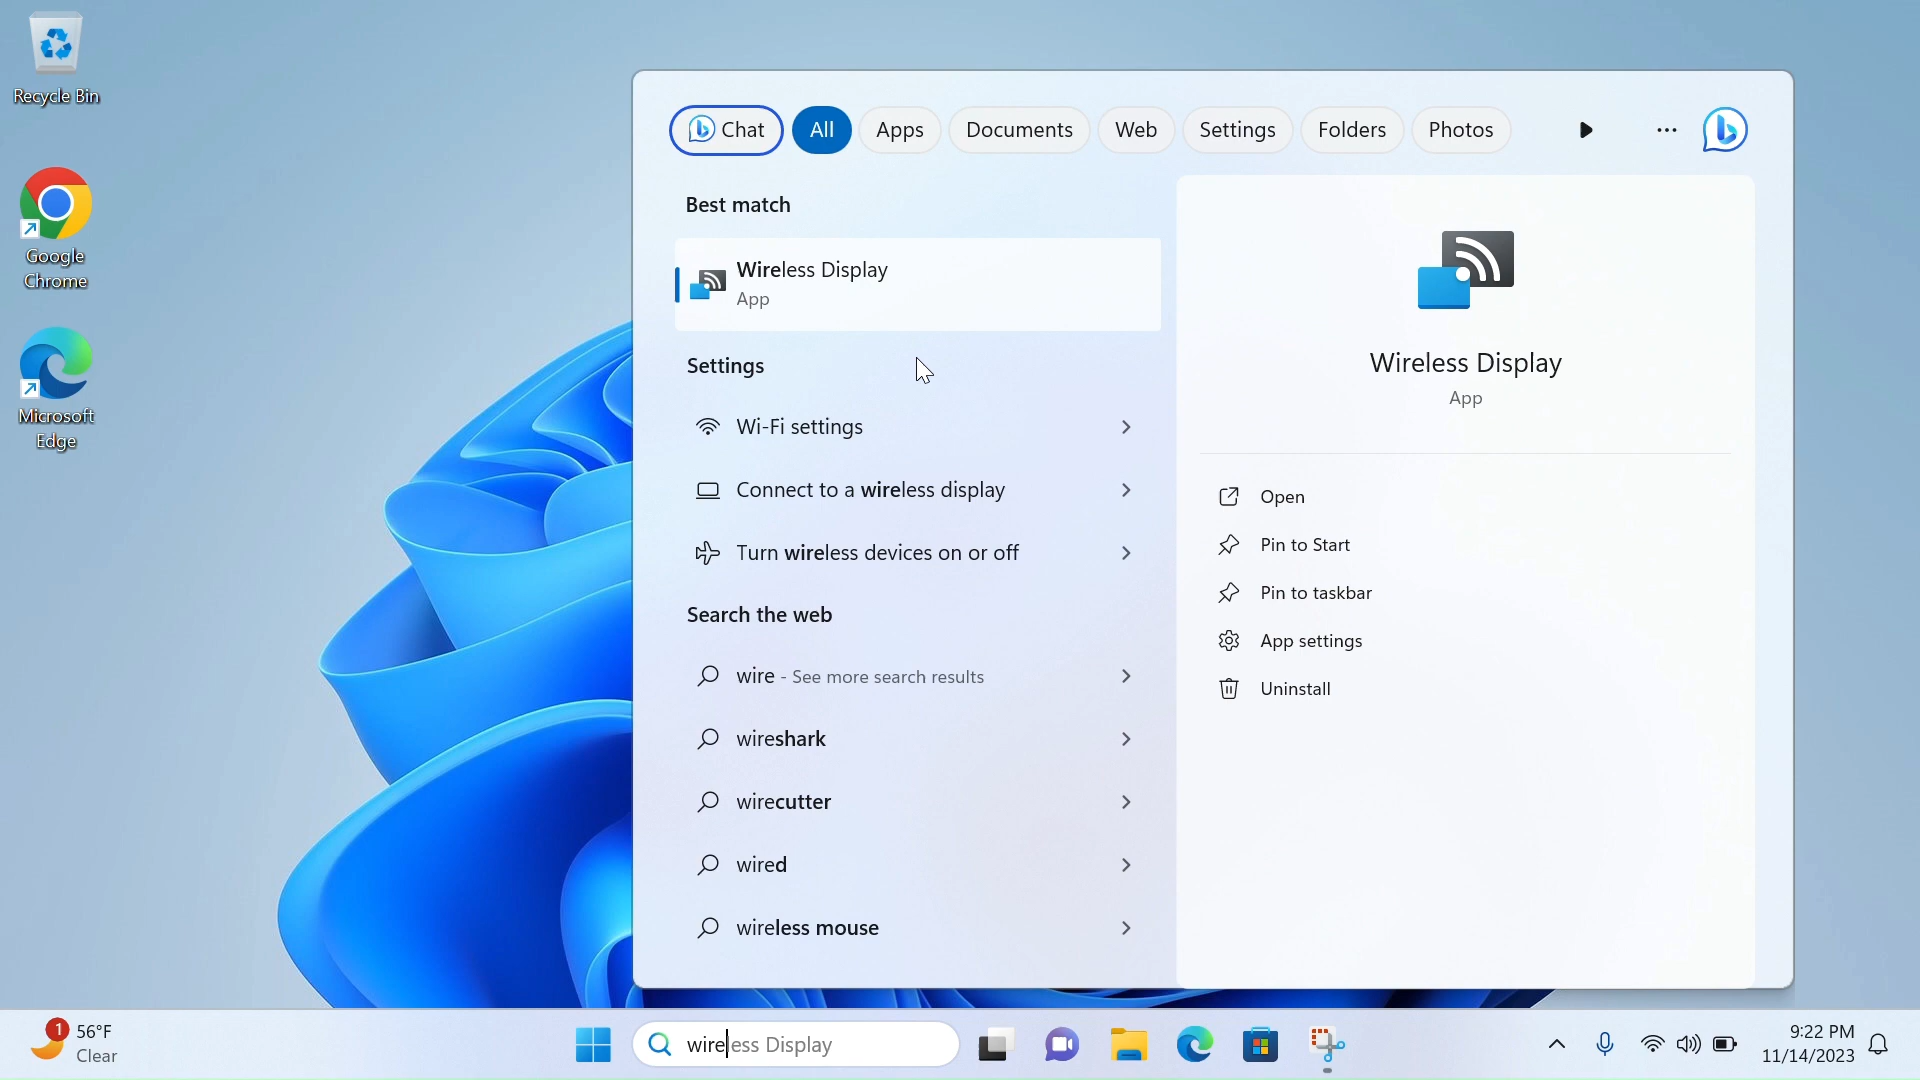 Recycle Bin
Google
Chrome
Microsoft
Edge
Chat All Apps Documents Web Settings Folders Photos
Best match
Wireless Display
App
Settings
Wi-Fi settings
Connect to a wireless display
Turn wireless devices on or off
Search the web
wire - See more search results
wireshark
wirecutter
wired
wireless mouse
Wireless Display
App
Open
Pin to Start
Pin to taskbar
App settings
Uninstall
1
56°F
Clear
wireless Display
9:22 PM
11/14/2023